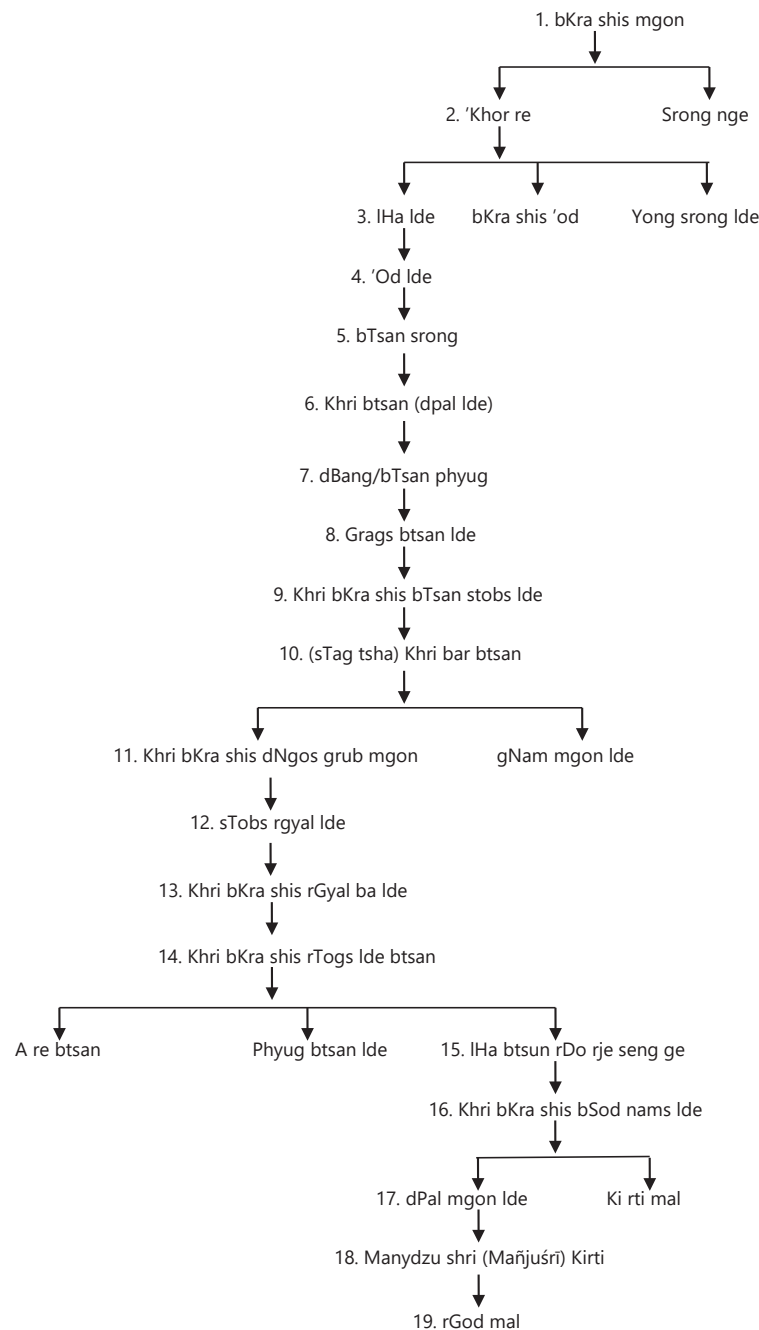 1. bKra shis mgon
2. ’Khor re Srong nge
3. lHa lde bKra shis ’od Yong srong lde
4. ’Od lde
5. bTsan srong
6. Khri btsan (dpal lde)
7. dBang/bTsan phyug
8. Grags btsan lde
9. Khri bKra shis bTsan stobs lde
10. (sTag tsha) Khri bar btsan
11. Khri bKra shis dNgos grub mgon gNam mgon lde
12. sTobs rgyal lde
13. Khri bKra shis rGyal ba lde
14. Khri bKra shis rTogs lde btsan
A re btsan Phyug btsan lde 15. lHa btsun rDo rje seng ge
16. Khri bKra shis bSod nams lde
17. dPal mgon lde Ki rti mal
18. Manydzu shri (Mañjuśrī) Kirti
19. rGod mal